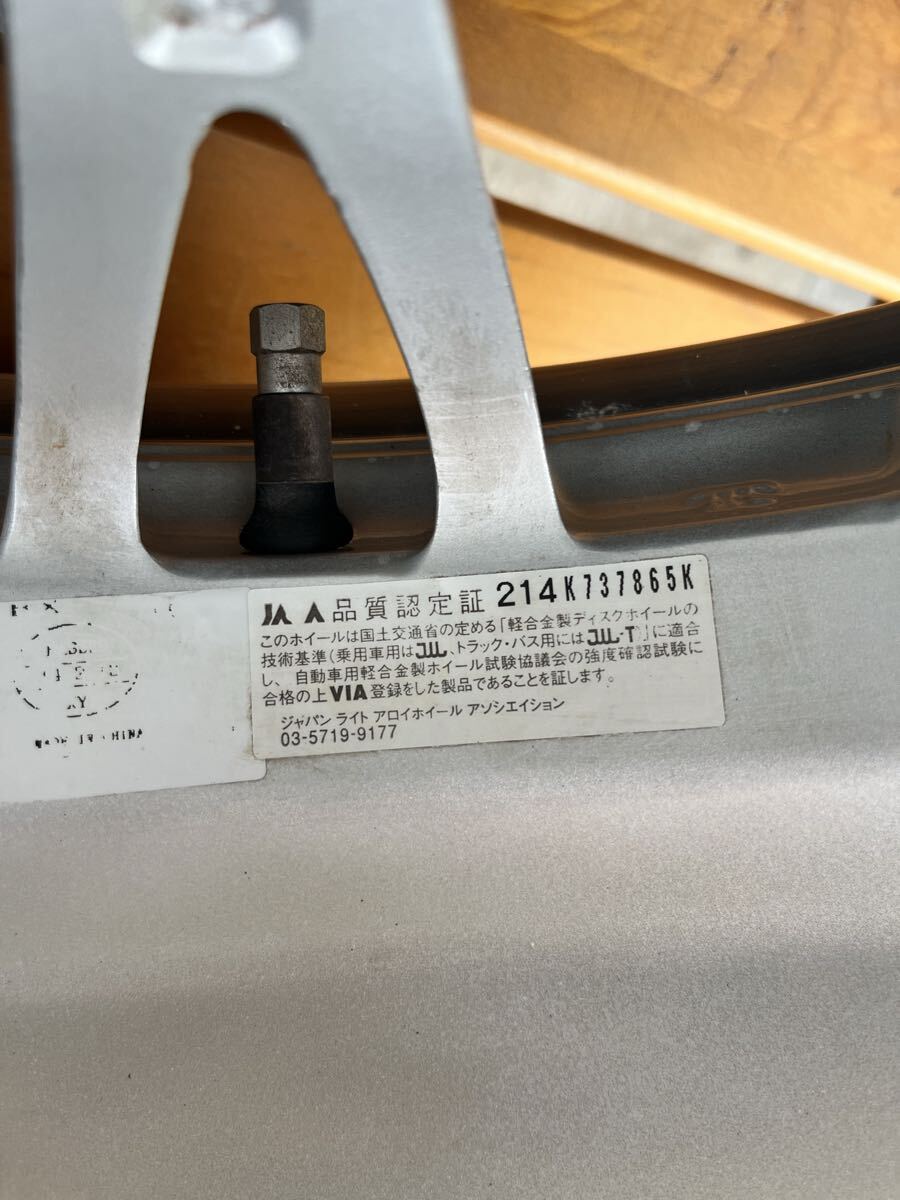 JAWA品質認定証 214K737865K
このホイールは国土交通省の定める「軽合金製ディスクホイールの
技術基準(乗用車用はJWL、トラック・バス用にはJWL-T)」に適合
し、自動車用軽合金製ホイール試験協議会の強度確認試験に
合格の上VIA登録をした製品であることを証します。
ジャパン ライト アロイホイール アソシエイション
03-5719-9177